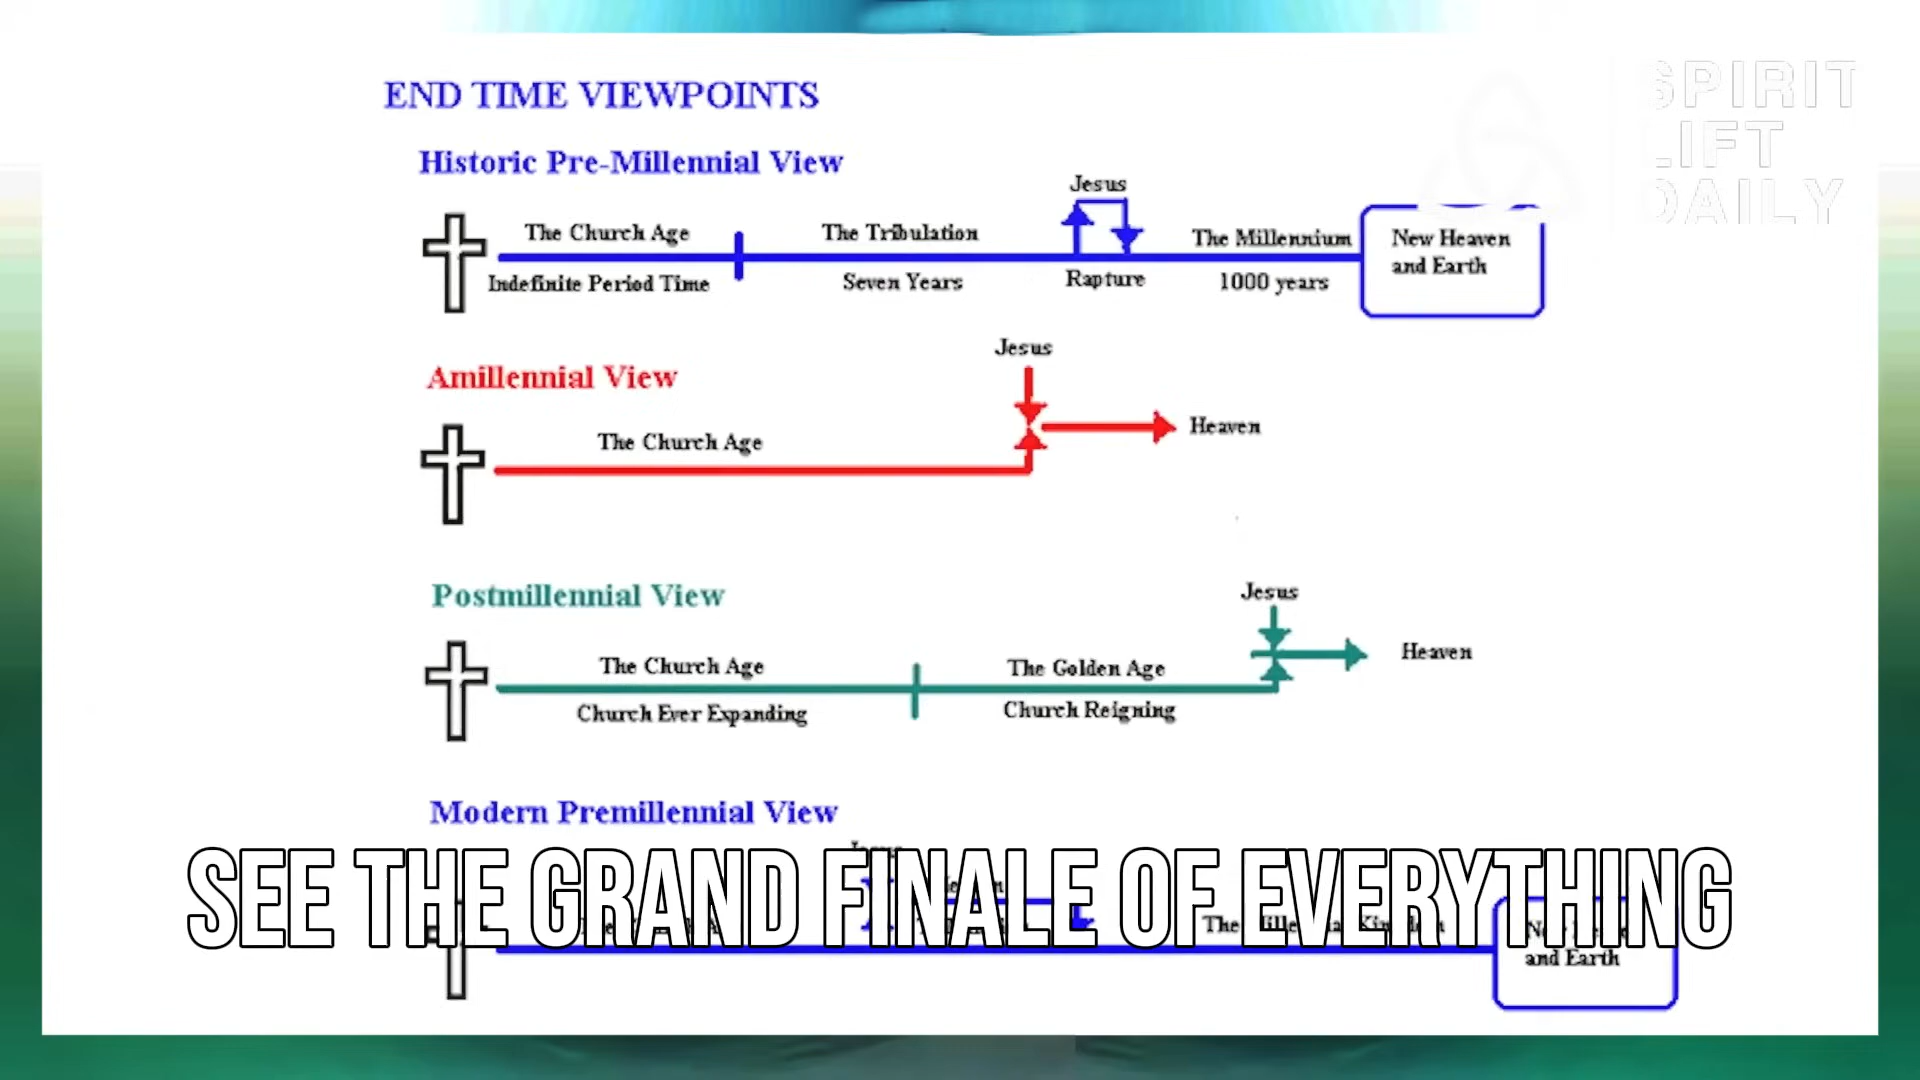 END TIME VIEWPOINTS
SPIRIT
LIFT
DAILY
Historic Pre-Millennial View
Jesus
The Church Age
The Tribulation
The Millennium
New Heaven
and Earth
Indefinite Period Time
Seven Years
Rapture
1000 years
Jesus
Amillennial View
The Church Age
Heaven
Postmillennial View
Jesus
The Church Age
The Golden Age
Heaven
Church Ever Expanding
Church Reigning
Modern Premillennial View
SEE THE GRAND FINALE OF EVERYTHING
The Millennial Kingdom
and Earth